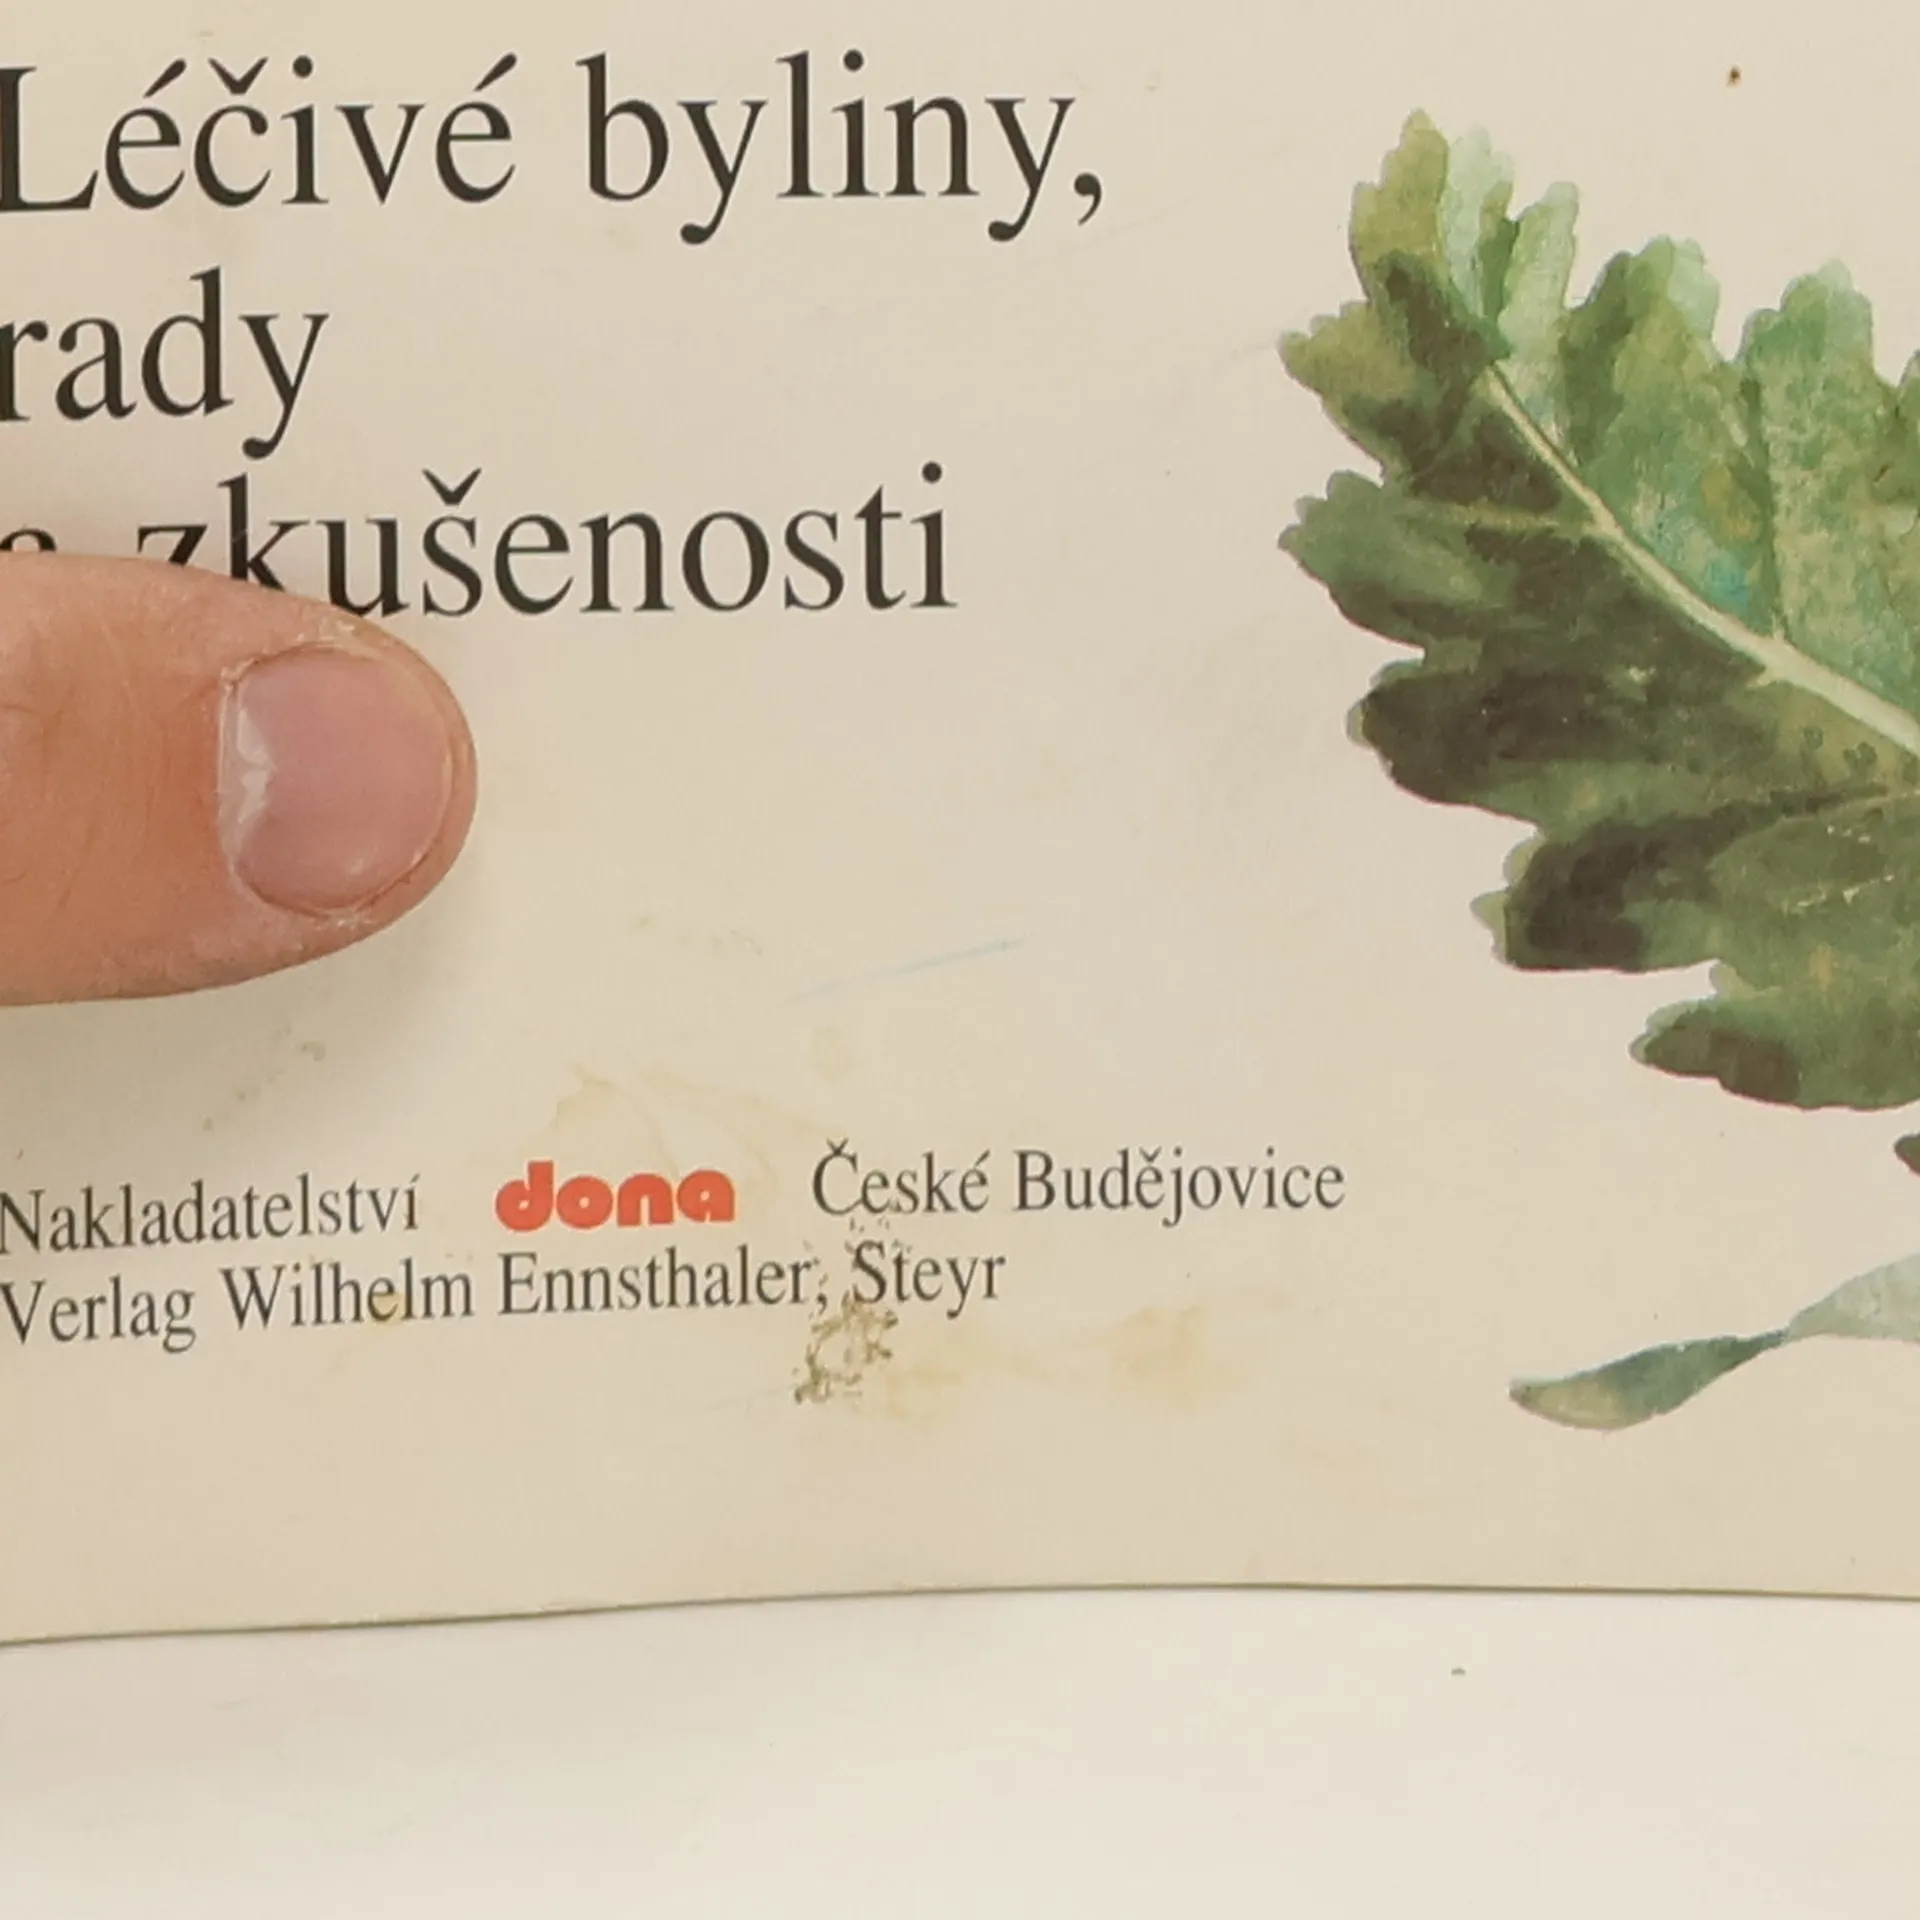 Léčivé byliny,
rady
a zkušenosti
Nakladatelství dona České Budějovice
Verlag Wilhelm Ennsthaler, Steyr